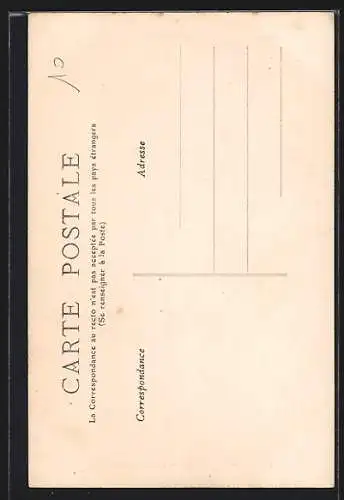 CARTE POSTALE
La Correspondance au recto n'est pas acceptée par tous les pays étrangers
(Se renseigner à la Poste)
Correspondance
Adresse